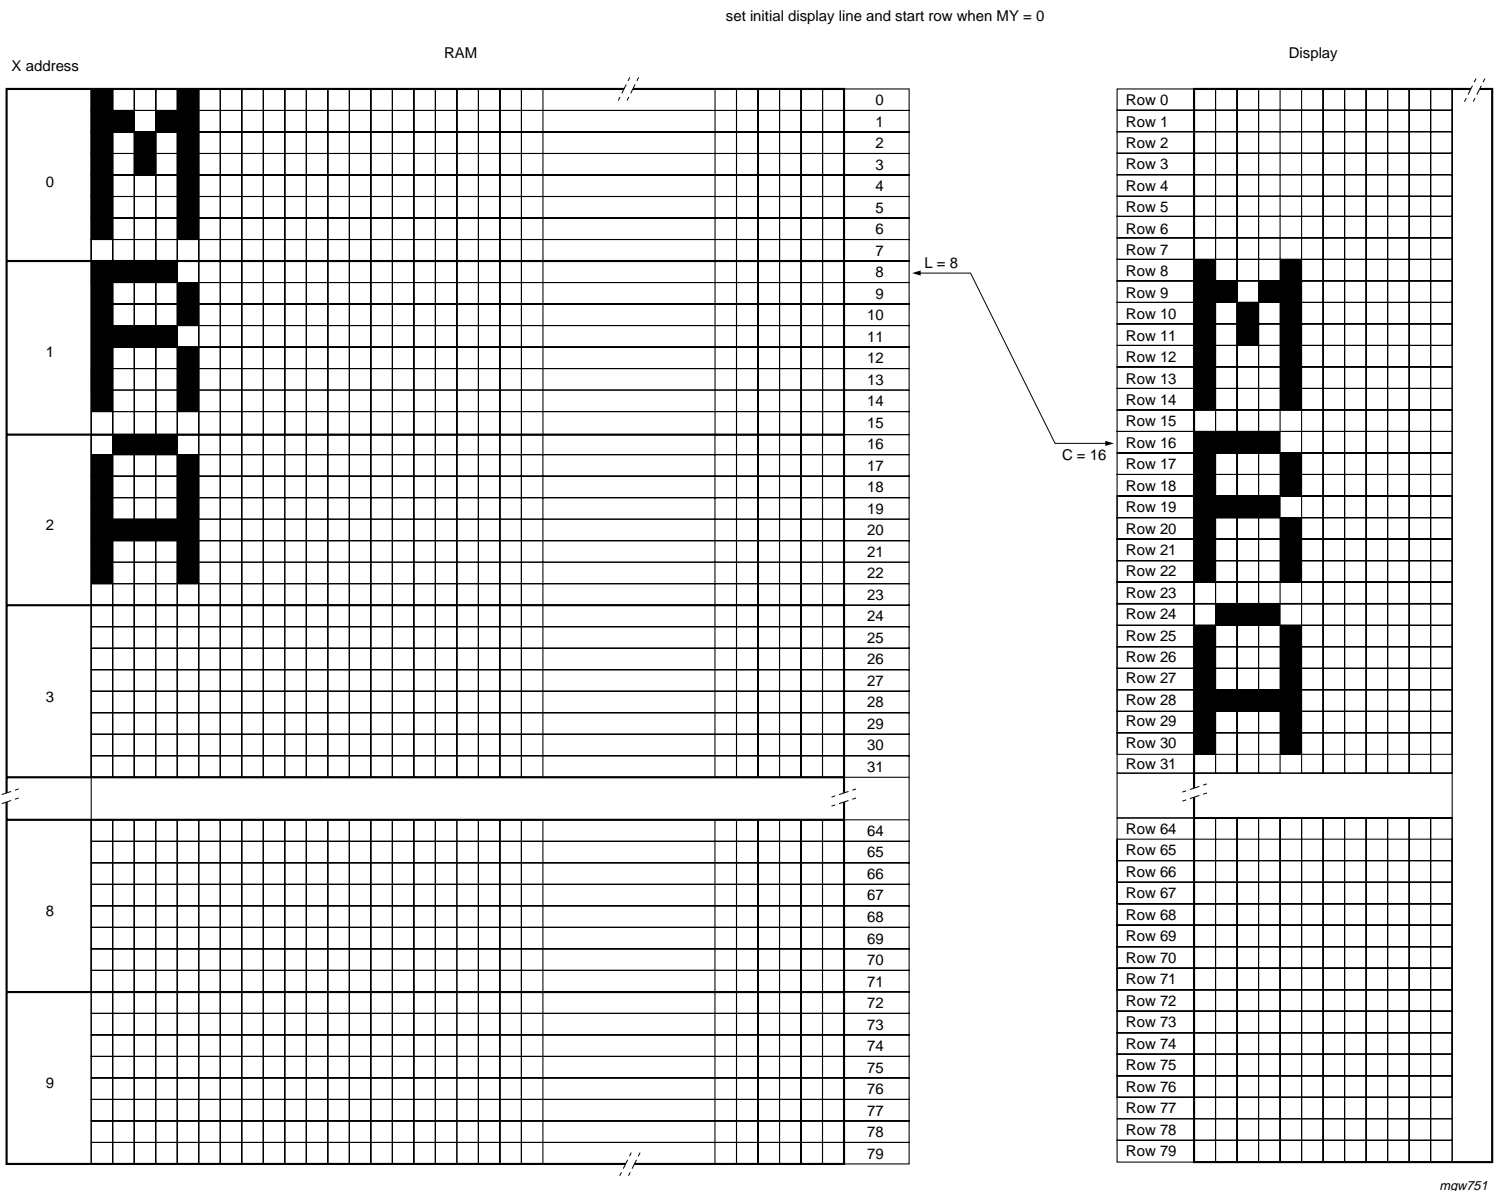 set initial display line and start row when MY = 0
RAM
Display
X address
0 Row 0
1 Row 1
2 Row 2
3 Row 3
0
4 Row 4
5 Row 5
6 Row 6
7 Row 7
L = 8
8 Row 8
9 Row 9
10 Row 10
11 Row 11
1
12 Row 12
13 Row 13
14 Row 14
15 Row 15
16 Row 16
C = 16
17 Row 17
18 Row 18
19 Row 19
2
20 Row 20
21 Row 21
22 Row 22
23 Row 23
24 Row 24
25 Row 25
26 Row 26
27 Row 27
3
28 Row 28
29 Row 29
30 Row 30
31 Row 31
64 Row 64
65 Row 65
66 Row 66
67 Row 67
8
68 Row 68
69 Row 69
70 Row 70
71 Row 71
72 Row 72
73 Row 73
74 Row 74
75 Row 75
9
76 Row 76
77 Row 77
78 Row 78
79 Row 79
mgw751